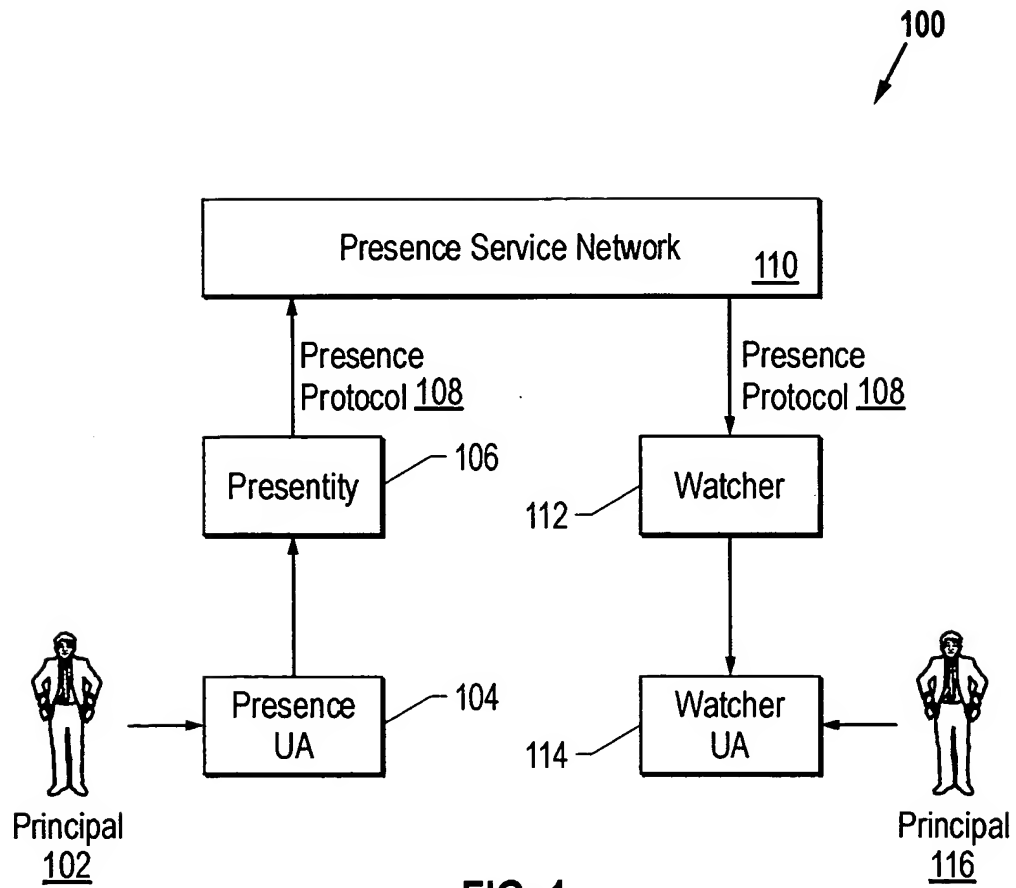 100
Presence Service Network
110
Presence
Protocol 108
Presence
Protocol 108
Presentity
106
112
Watcher
Presence
UA
104
114
Watcher
UA
Principal
102
Principal
116
FIG. 1